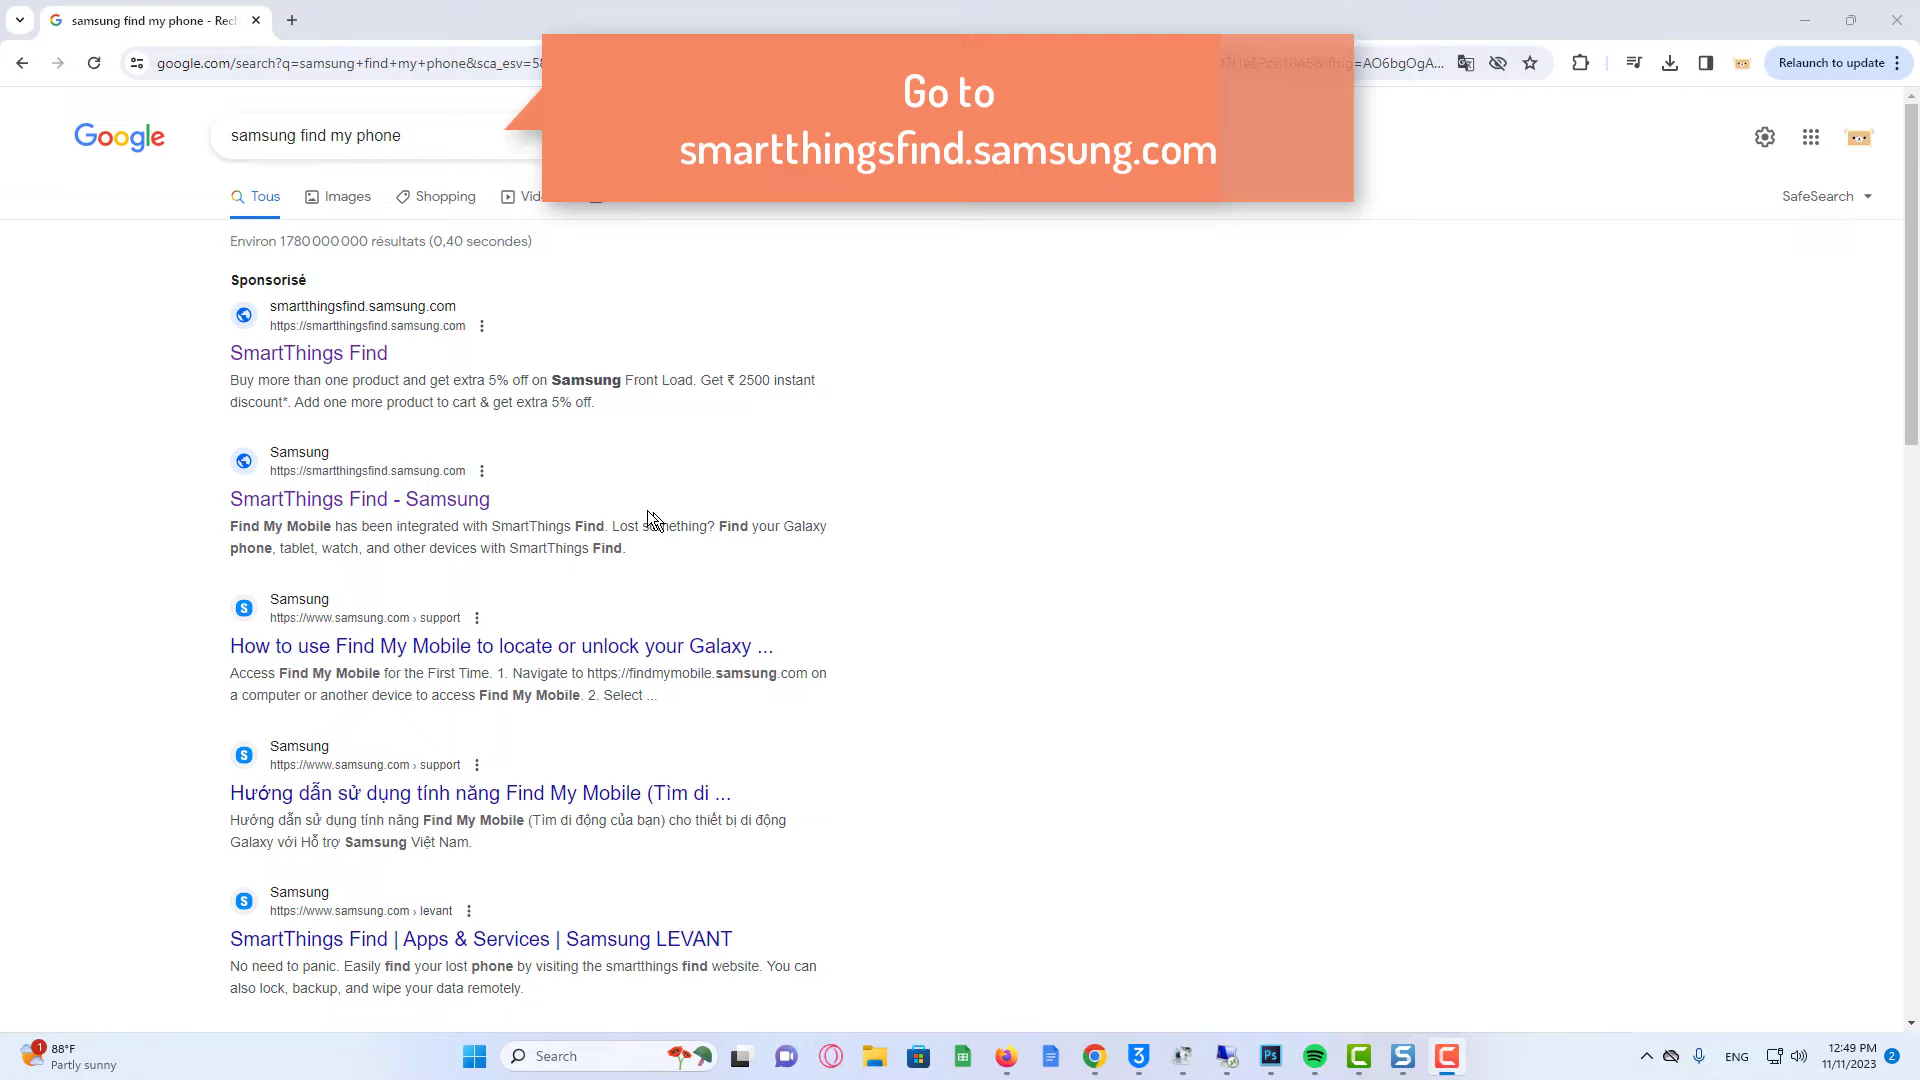 samsung find my phone - Rech
google.com/search?q=samsung+find+my+phone&sca_esv=58
AO6bgOgA...
Relaunch to update
Go to
smartthingsfind.samsung.com
Google
samsung find my phone
Tous
Images
Shopping
Vid
SafeSearch
Environ 1 780 000 000 résultats (0,40 secondes)
Sponsorisé
smartthingsfind.samsung.com
https://smartthingsfind.samsung.com
SmartThings Find
Buy more than one product and get extra 5% off on Samsung Front Load. Get ₹ 2500 instant
discount*. Add one more product to cart & get extra 5% off.
Samsung
https://smartthingsfind.samsung.com
SmartThings Find - Samsung
Find My Mobile has been integrated with SmartThings Find. Lost something? Find your Galaxy
phone, tablet, watch, and other devices with SmartThings Find.
S
Samsung
https://www.samsung.com › support
How to use Find My Mobile to locate or unlock your Galaxy ...
Access Find My Mobile for the First Time. 1. Navigate to https://findmymobile.samsung.com on
a computer or another device to access Find My Mobile. 2. Select ...
S
Samsung
https://www.samsung.com › support
Hướng dẫn sử dụng tính năng Find My Mobile (Tìm di ...
Hướng dẫn sử dụng tính năng Find My Mobile (Tìm di động của bạn) cho thiết bị di động
Galaxy với Hỗ trợ Samsung Việt Nam.
S
Samsung
https://www.samsung.com › levant
SmartThings Find | Apps & Services | Samsung LEVANT
No need to panic. Easily find your lost phone by visiting the smartthings find website. You can
also lock, backup, and wipe your data remotely.
1
88°F
Partly sunny
Search
3
Ps
C
S
C
ENG
12:49 PM
11/11/2023
2